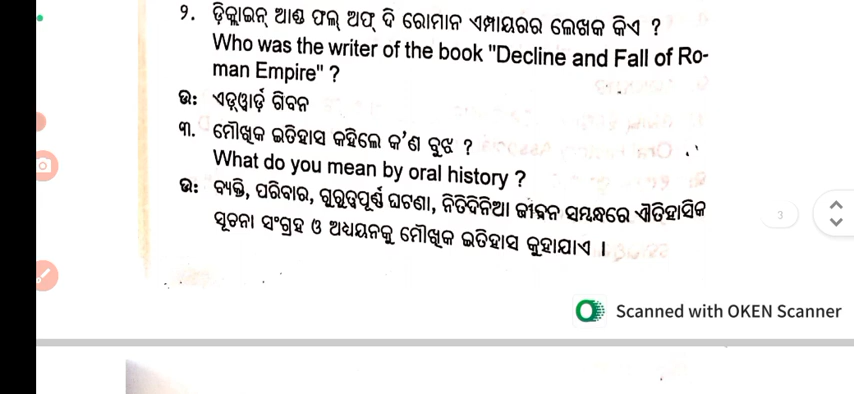 ୨. ଡ଼ିକ୍ଲାଇନ୍ ଆଣ୍ଡ ଫଲ୍ ଅଫ୍ ଦି ରୋମାନ ଏମ୍ପାୟରର ଲେଖକ କିଏ ?
Who was the writer of the book "Decline and Fall of Ro-
man Empire" ?
ଉ: ଏଡ଼୍ୱାର୍ଡ଼ ଗିବନ
୩. ମୌଖିକ ଇତିହାସ କହିଲେ କ'ଣ ବୁଝ ?
What do you mean by oral history ?
ଉ: ବ୍ୟକ୍ତି, ପରିବାର, ଗୁରୁତ୍ୱପୂର୍ଣ୍ଣ ଘଟଣା, ନିତିଦିନିଆ ଜୀବନ ସମ୍ବନ୍ଧରେ ଐତିହାସିକ
ସୂଚନା ସଂଗ୍ରହ ଓ ଅଧ୍ୟୟନକୁ ମୌଖିକ ଇତିହାସ କୁହାଯାଏ ।
3
Scanned with OKEN Scanner